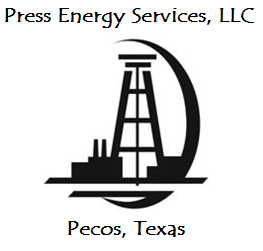 Press Energy Services, LLC
Pecos, Texas